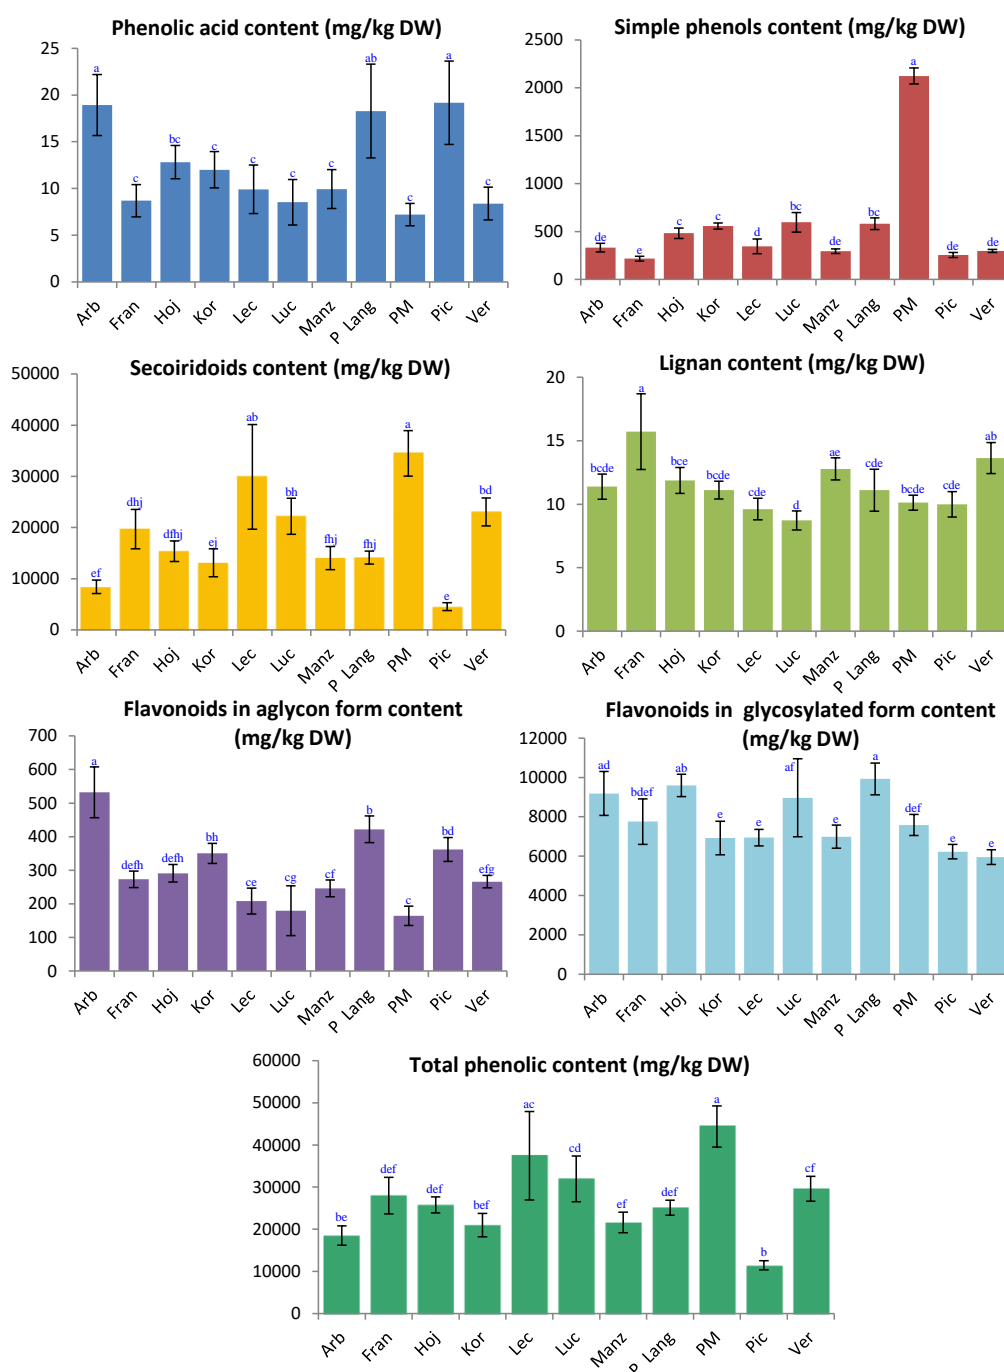 Phenolic acid content (mg/kg DW)
25
20
15
10
5
0
a
c
bc
c
c
c
c
ab
c
a
c
Arb Fran Hoj Kor Lec Luc Manz P Lang PM Pic Ver
Simple phenols content (mg/kg DW)
2500
2000
1500
1000
500
0
de
e
c
c
d
bc
de
bc
a
de
de
Arb Fran Hoj Kor Lec Luc Manz P Lang PM Pic Ver
Secoiridoids content (mg/kg DW)
50000
40000
30000
20000
10000
0
ef
dhj
dfhj
ej
ab
bh
fhj
fhj
a
e
bd
Arb Fran Hoj Kor Lec Luc Manz P Lang PM Pic Ver
Lignan content (mg/kg DW)
20
15
10
5
0
bcde
a
bce
bcde
cde
d
ae
cde
bcde
cde
ab
Arb Fran Hoj Kor Lec Luc Manz P Lang PM Pic Ver
Flavonoids in aglycon form content
(mg/kg DW)
700
600
500
400
300
200
100
0
a
defh
defh
bh
ce
cg
cf
b
c
bd
efg
Arb Fran Hoj Kor Lec Luc Manz P Lang PM Pic Ver
Flavonoids in glycosylated form content
(mg/kg DW)
12000
10000
8000
6000
4000
2000
0
ad
bdef
ab
e
e
af
e
a
def
e
e
Arb Fran Hoj Kor Lec Luc Manz P Lang PM Pic Ver
Total phenolic content (mg/kg DW)
60000
50000
40000
30000
20000
10000
0
be
def
def
bef
ac
cd
ef
def
a
b
cf
Arb Fran Hoj Kor Lec Luc Manz P Lang PM Pic Ver